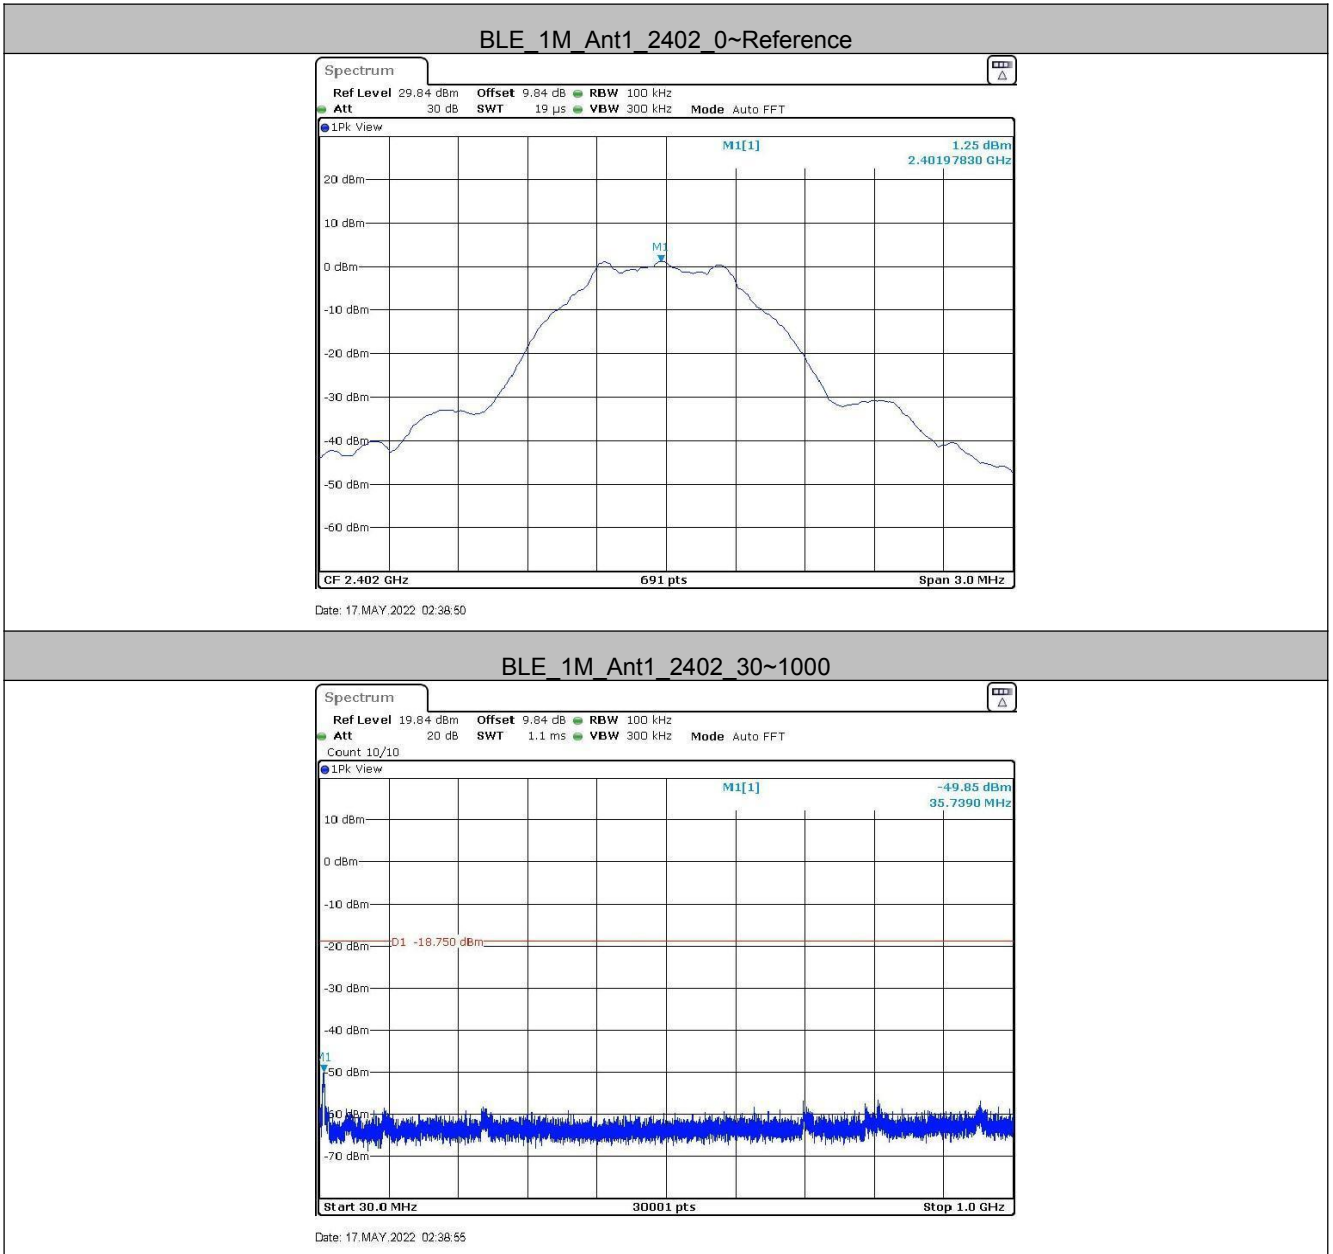 BLE_1M_Ant1_2402_0~Reference
Spectrum
Ref Level 29.84 dBm Offset 9.84 dB RBW 100 kHz
Att 30 dB SWT 19 µs VBW 300 kHz Mode Auto FFT
1Pk View
M1[1] 1.25 dBm
2.40197830 GHz
20 dBm
10 dBm
M1
0 dBm
-10 dBm
-20 dBm
-30 dBm
-40 dBm
-50 dBm
-60 dBm
CF 2.402 GHz 691 pts Span 3.0 MHz
Date: 17.MAY.2022 02:38:50
BLE_1M_Ant1_2402_30~1000
Spectrum
Ref Level 19.84 dBm Offset 9.84 dB RBW 100 kHz
Att 20 dB SWT 1.1 ms VBW 300 kHz Mode Auto FFT
Count 10/10
1Pk View
M1[1] -49.85 dBm
35.7390 MHz
10 dBm
0 dBm
-10 dBm
-20 dBm D1 -18.750 dBm
-30 dBm
-40 dBm
M1
-50 dBm
-60 dBm
-70 dBm
Start 30.0 MHz 30001 pts Stop 1.0 GHz
Date: 17.MAY.2022 02:38:55